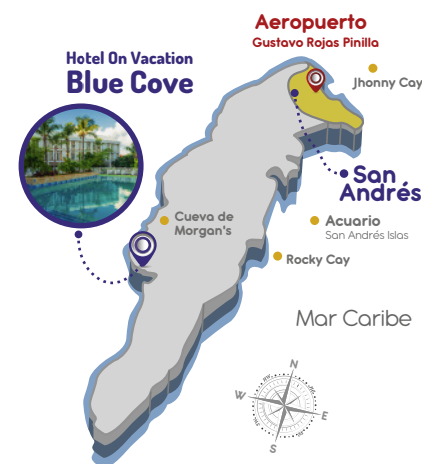 Aeropuerto
Gustavo Rojas Pinilla
Hotel On Vacation
Blue Cove
Jhonny Cay
San
Andrés
Cueva de
Morgan's
Acuario
San Andrés Islas
Rocky Cay
Mar Caribe
N
W
E
S